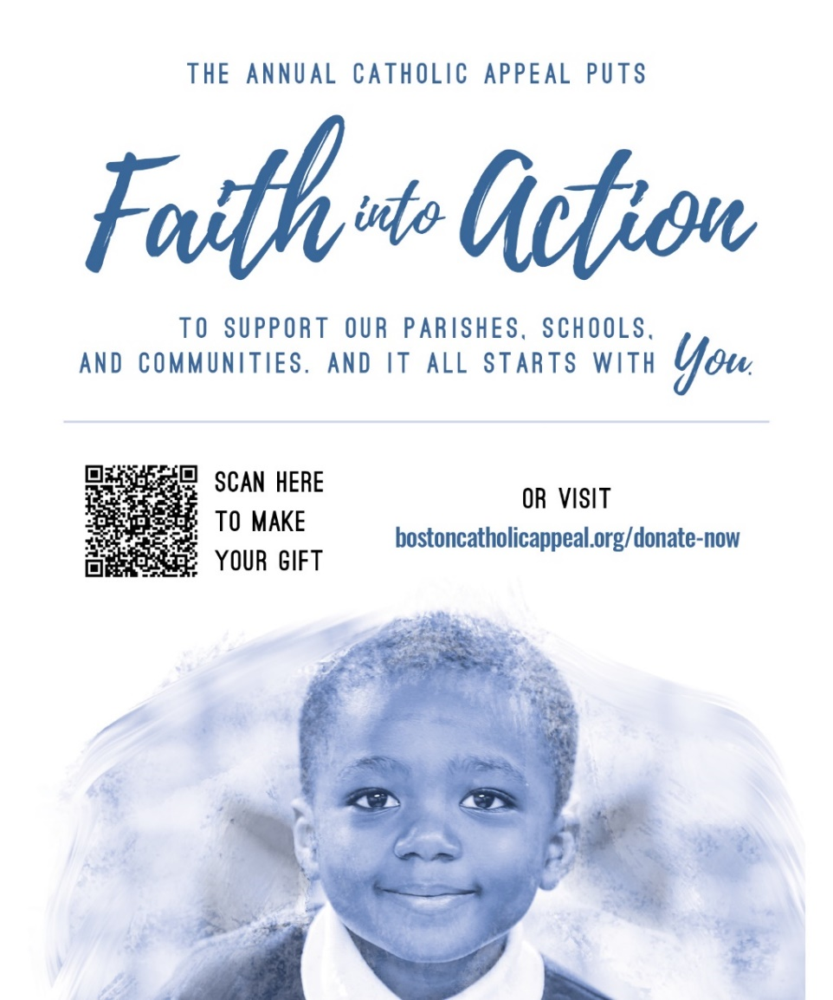 THE ANNUAL CATHOLIC APPEAL PUTS
Faith into Action
TO SUPPORT OUR PARISHES, SCHOOLS,
AND COMMUNITIES. AND IT ALL STARTS WITH You.
SCAN HERE
TO MAKE
YOUR GIFT
OR VISIT
bostoncatholicappeal.org/donate-now